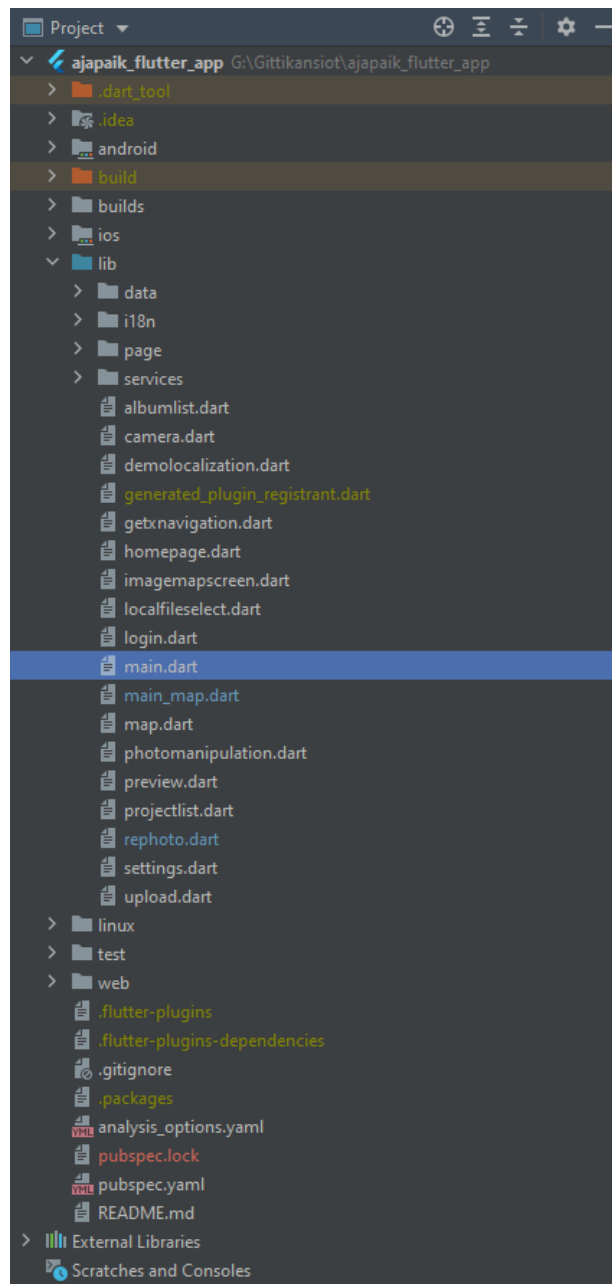 Project
ajapaik_flutter_app G:\Gittikansiot\ajapaik_flutter_app
.dart_tool
.idea
android
build
builds
ios
lib
data
i18n
page
services
albumlist.dart
camera.dart
demolocalization.dart
generated_plugin_registrant.dart
getxnavigation.dart
homepage.dart
imagemapscreen.dart
localfileselect.dart
login.dart
main.dart
main_map.dart
map.dart
photomanipulation.dart
preview.dart
projectlist.dart
rephoto.dart
settings.dart
upload.dart
linux
test
web
.flutter-plugins
.flutter-plugins-dependencies
.gitignore
.packages
YML analysis_options.yaml
pubspec.lock
YML pubspec.yaml
README.md
External Libraries
Scratches and Consoles